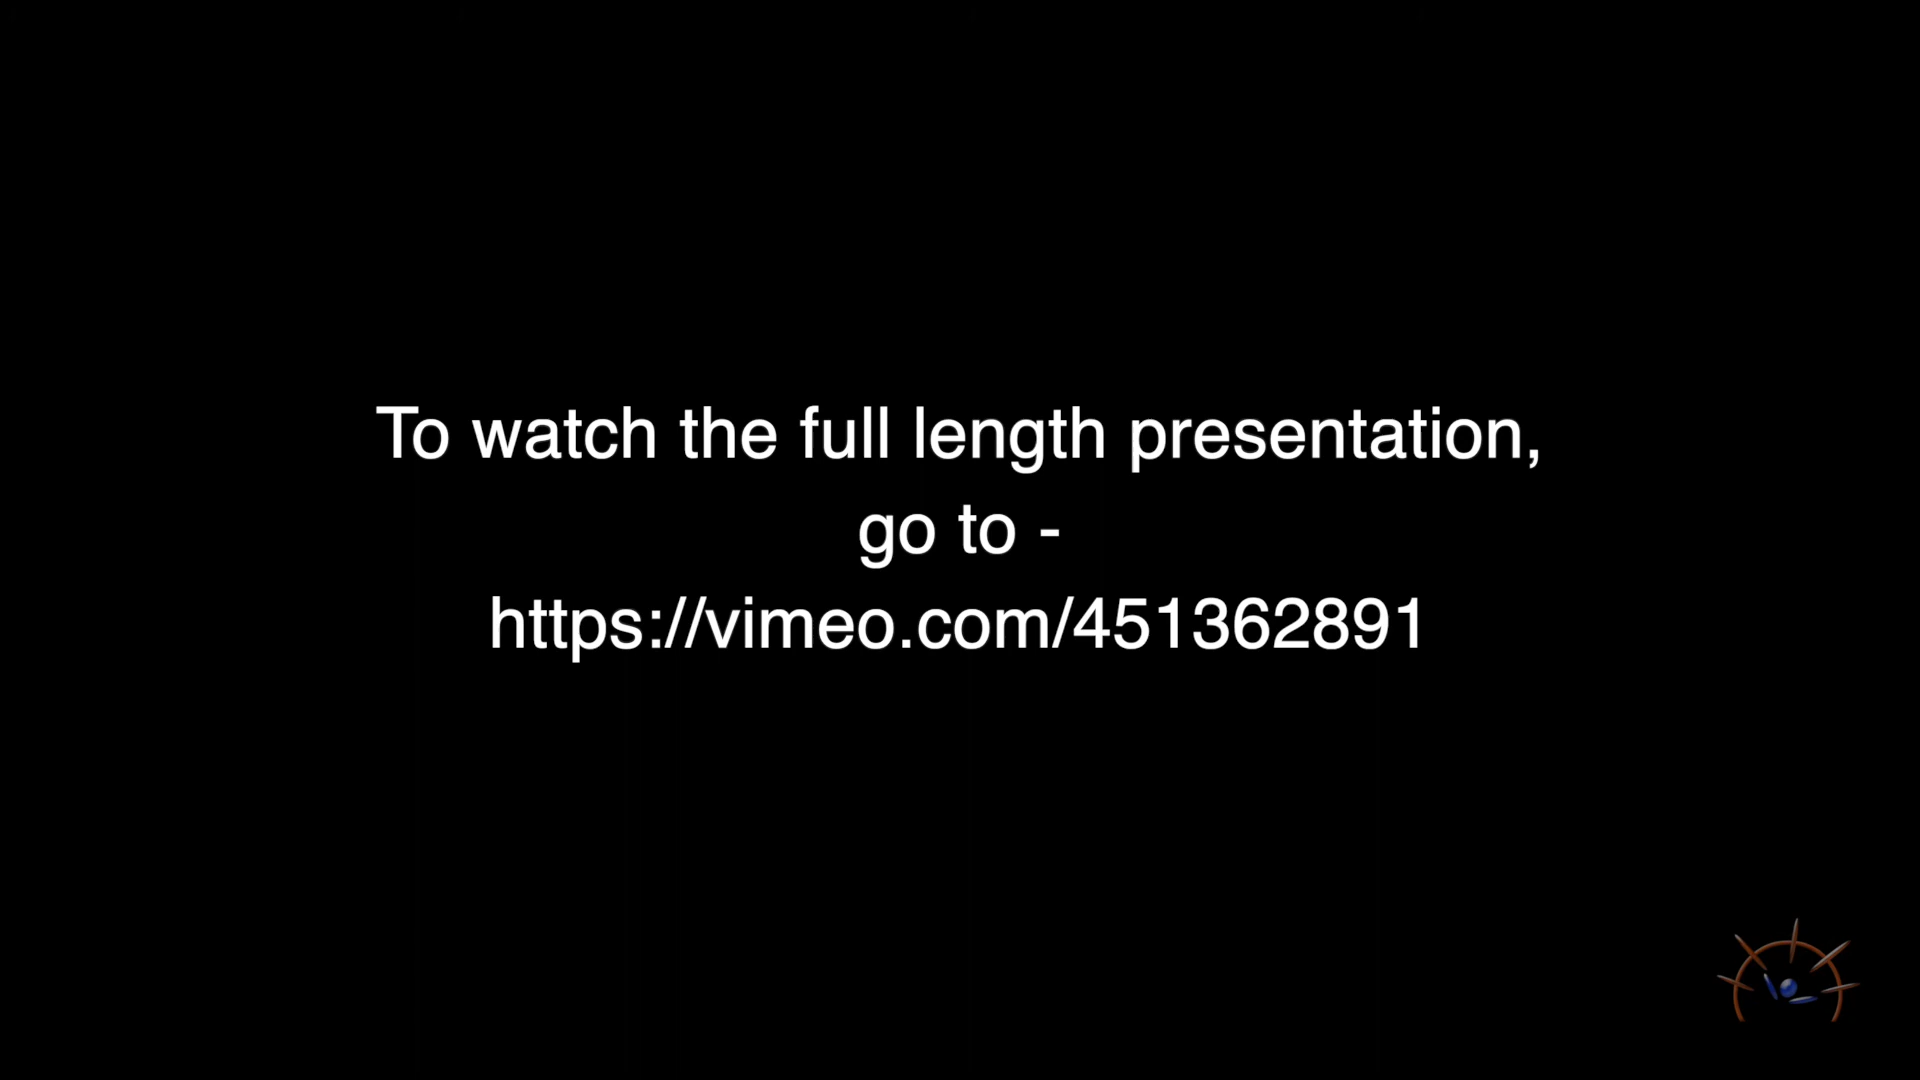 To watch the full length presentation,
go to -
https://vimeo.com/451362891